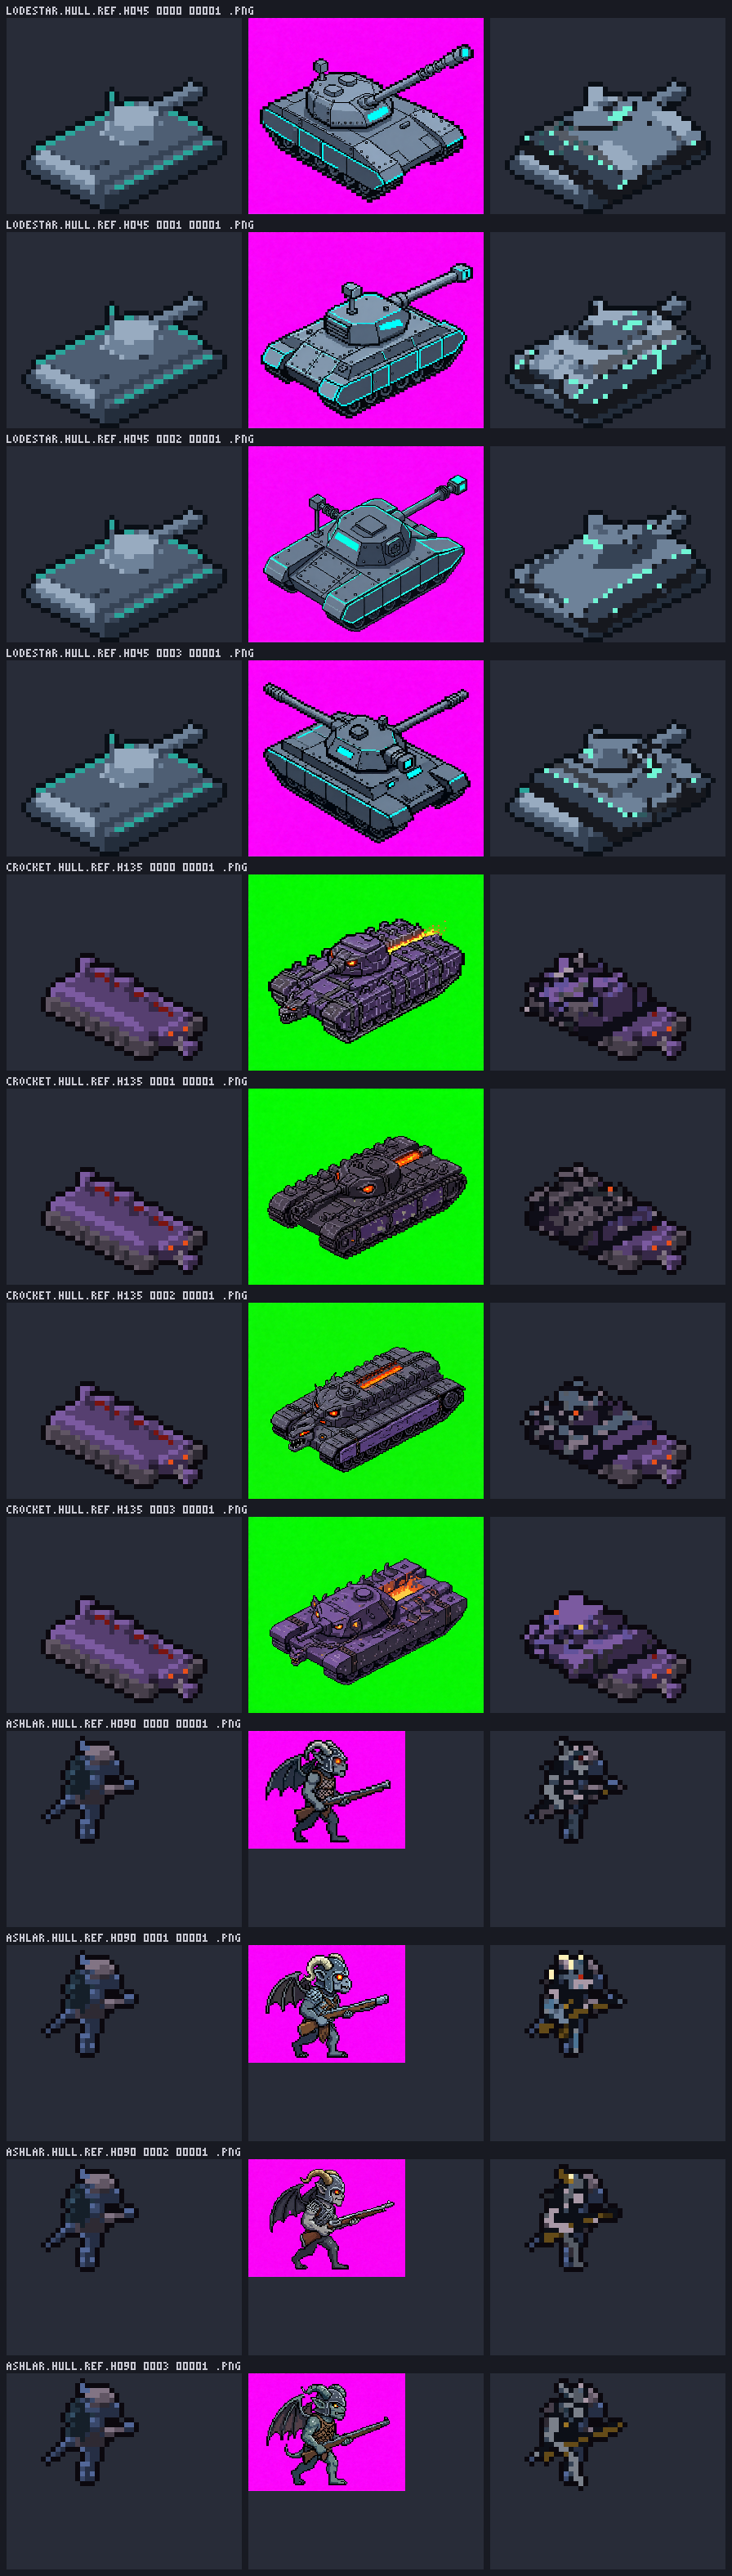 LODESTAR.HULL.REF.H045 0000 00001 .PNG
LODESTAR.HULL.REF.H045 0001 00001 .PNG
LODESTAR.HULL.REF.H045 0002 00001 .PNG
LODESTAR.HULL.REF.H045 0003 00001 .PNG
CROCKET.HULL.REF.H135 0000 00001 .PNG
CROCKET.HULL.REF.H135 0001 00001 .PNG
CROCKET.HULL.REF.H135 0002 00001 .PNG
CROCKET.HULL.REF.H135 0003 00001 .PNG
ASHLAR.HULL.REF.H090 0000 00001 .PNG
ASHLAR.HULL.REF.H090 0001 00001 .PNG
ASHLAR.HULL.REF.H090 0002 00001 .PNG
ASHLAR.HULL.REF.H090 0003 00001 .PNG